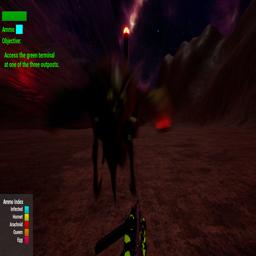 Ammo
Objective:
Access the green terminal
at one of the three outposts.
Ammo Index
Infected
Hornet
Arachnid
Queen
Egg